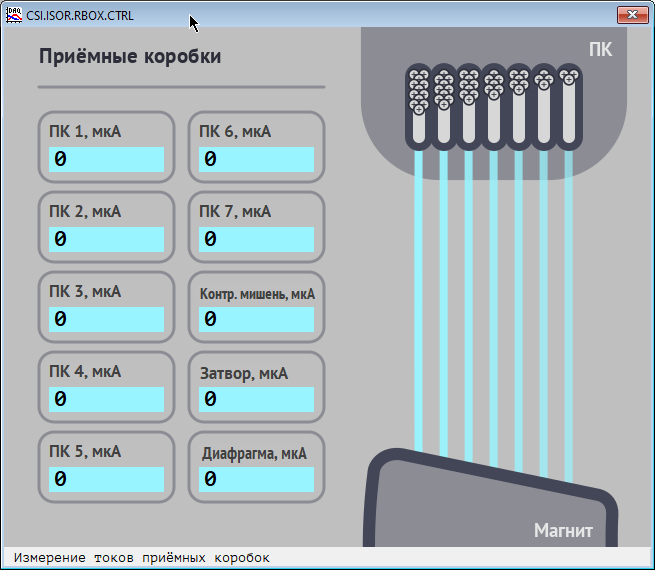 CSI.ISOR.RBOX.CTRL
Приёмные коробки
ПК
ПК 1, мкА
0
ПК 6, мкА
0
ПК 2, мкА
0
ПК 7, мкА
0
ПК 3, мкА
0
Контр. мишень, мкА
0
ПК 4, мкА
0
Затвор, мкА
0
ПК 5, мкА
0
Диафрагма, мкА
0
Магнит
Измерение токов приёмных коробок